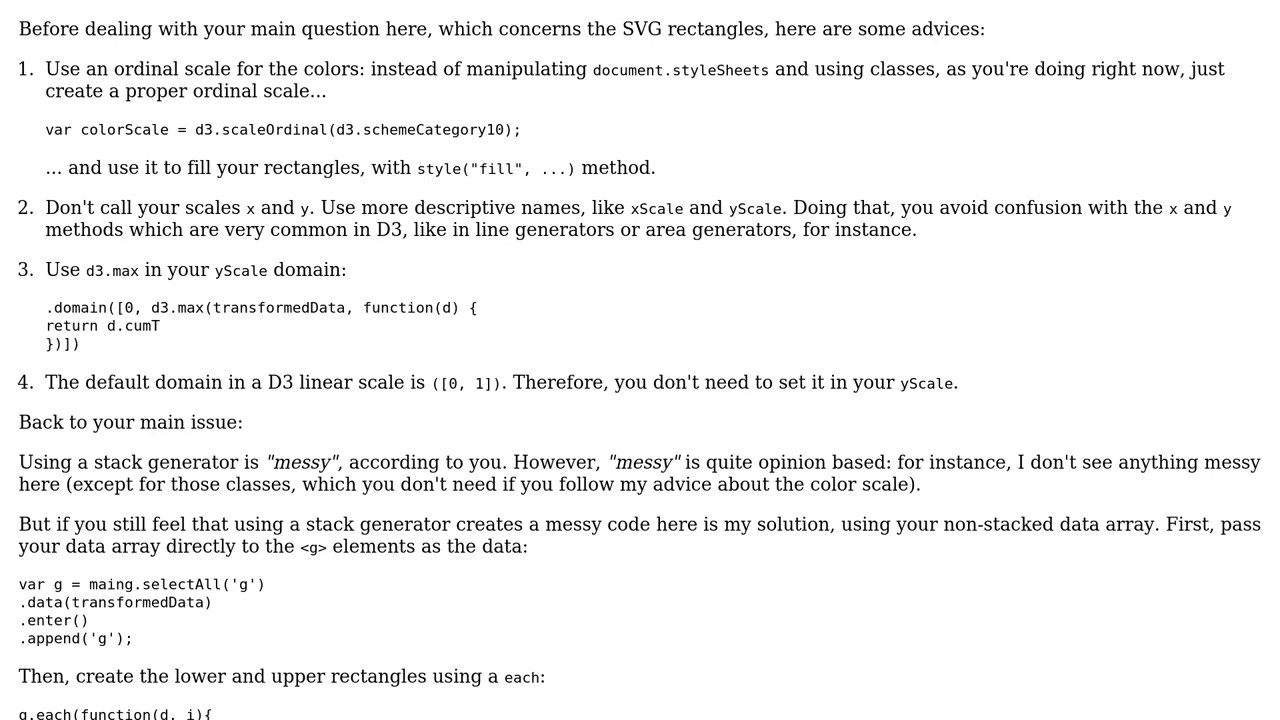 Before dealing with your main question here, which concerns the SVG rectangles, here are some advices:
1. Use an ordinal scale for the colors: instead of manipulating document.styleSheets and using classes, as you're doing right now, just
create a proper ordinal scale...
var colorScale = d3.scaleOrdinal(d3.schemeCategory10);
... and use it to fill your rectangles, with style("fill", ...) method.
2. Don't call your scales x and y. Use more descriptive names, like xScale and yScale. Doing that, you avoid confusion with the x and y
methods which are very common in D3, like in line generators or area generators, for instance.
3. Use d3.max in your yScale domain:
.domain([0, d3.max(transformedData, function(d) {
return d.cumT
})])
4. The default domain in a D3 linear scale is ([0, 1]). Therefore, you don't need to set it in your yScale.
Back to your main issue:
Using a stack generator is "messy", according to you. However, "messy" is quite opinion based: for instance, I don't see anything messy
here (except for those classes, which you don't need if you follow my advice about the color scale).
But if you still feel that using a stack generator creates a messy code here is my solution, using your non-stacked data array. First, pass
your data array directly to the <g> elements as the data:
var g = maing.selectAll('g')
.data(transformedData)
.enter()
.append('g');
Then, create the lower and upper rectangles using a each:
g.each(function(d, i){